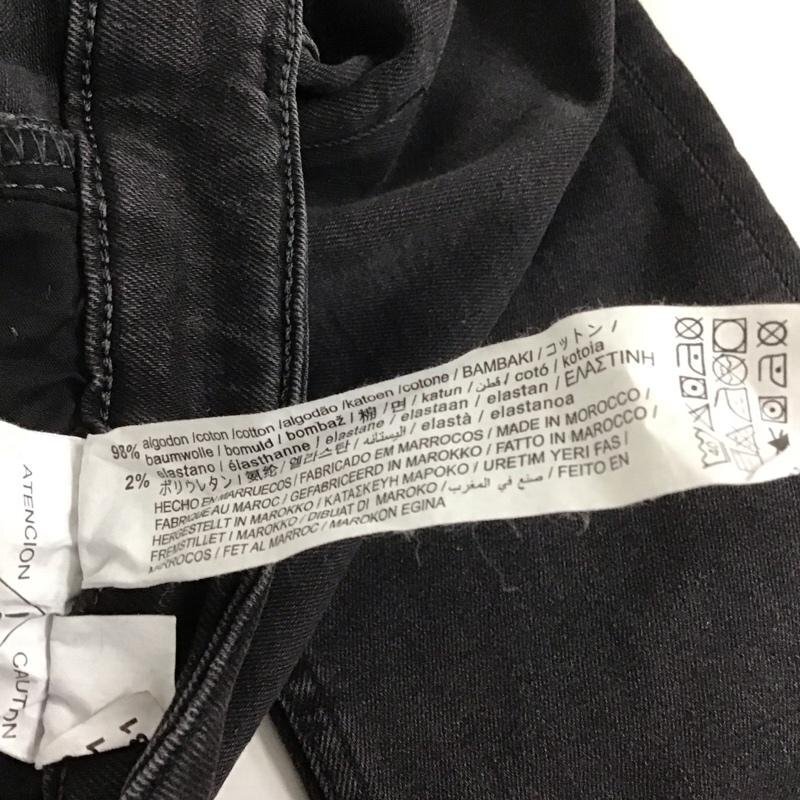 98% algodon /coton /cotton /algodão /katoen /cotone / BAMBAKI / コットン /
baumwolle / bomuld / bombaž / 棉 / 면 / katun / قطن / cotó / kotoia
2% elastano / élasthanne / elastane / elastaan / elastan / ΕΛΑΣΤΙΝΗ
ポリウレタン / 氨纶 / 엘라스탄 / الیستانه / elastà / elastanoa
HECHO EN MARRUECOS / FABRICADO EM MARROCOS / MADE IN MOROCCO /
FABRIQUE AU MAROC / GEFABRICEERD IN MAROKKO / FATTO IN MAROCCO /
HERGESTELLT IN MAROKKO / ΚΑΤΑΣΚΕΥΗ ΜΑΡΟΚΟ / URETIM YERI FAS /
FREMSTILLET I MAROKKO / DIBUAT DI MAROKO / صنع في المغرب / FEITO EN
MARROCOS / FET AL MARROC / MAROKON EGINA
ATENCION
CAUTION